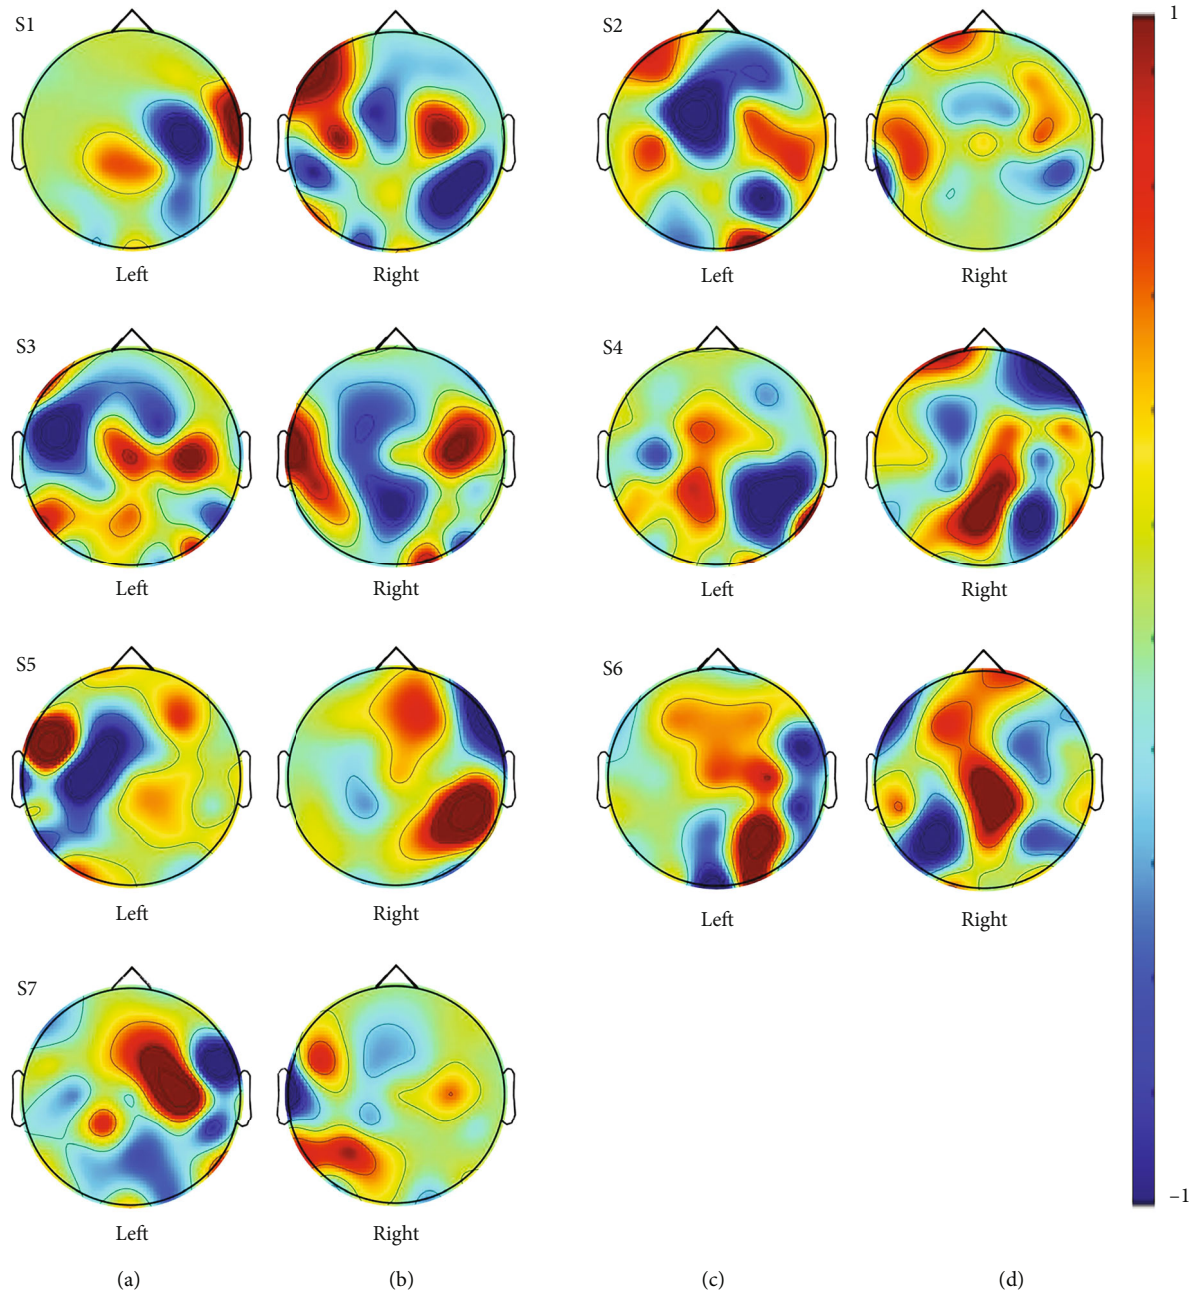 S1
S2
1
Left
Right
Left
Right
S3
S4
Left
Right
Left
Right
S5
S6
Left
Right
Left
Right
S7
–1
Left
Right
(a)
(b)
(c)
(d)